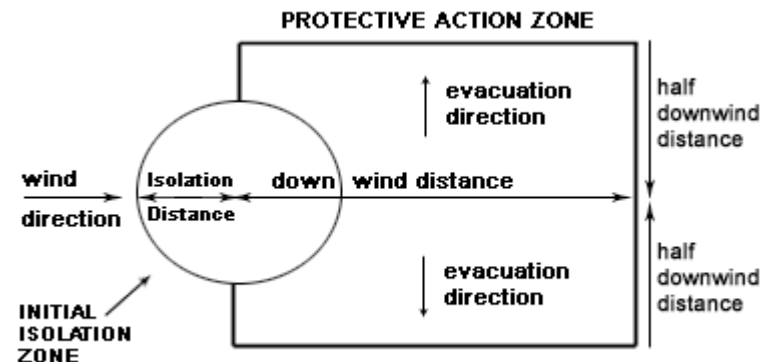 PROTECTIVE ACTION ZONE
evacuation
direction
half
downwind
distance
wind
direction
Isolation
Distance
down wind distance
evacuation
direction
half
downwind
distance
INITIAL
ISOLATION
ZONE